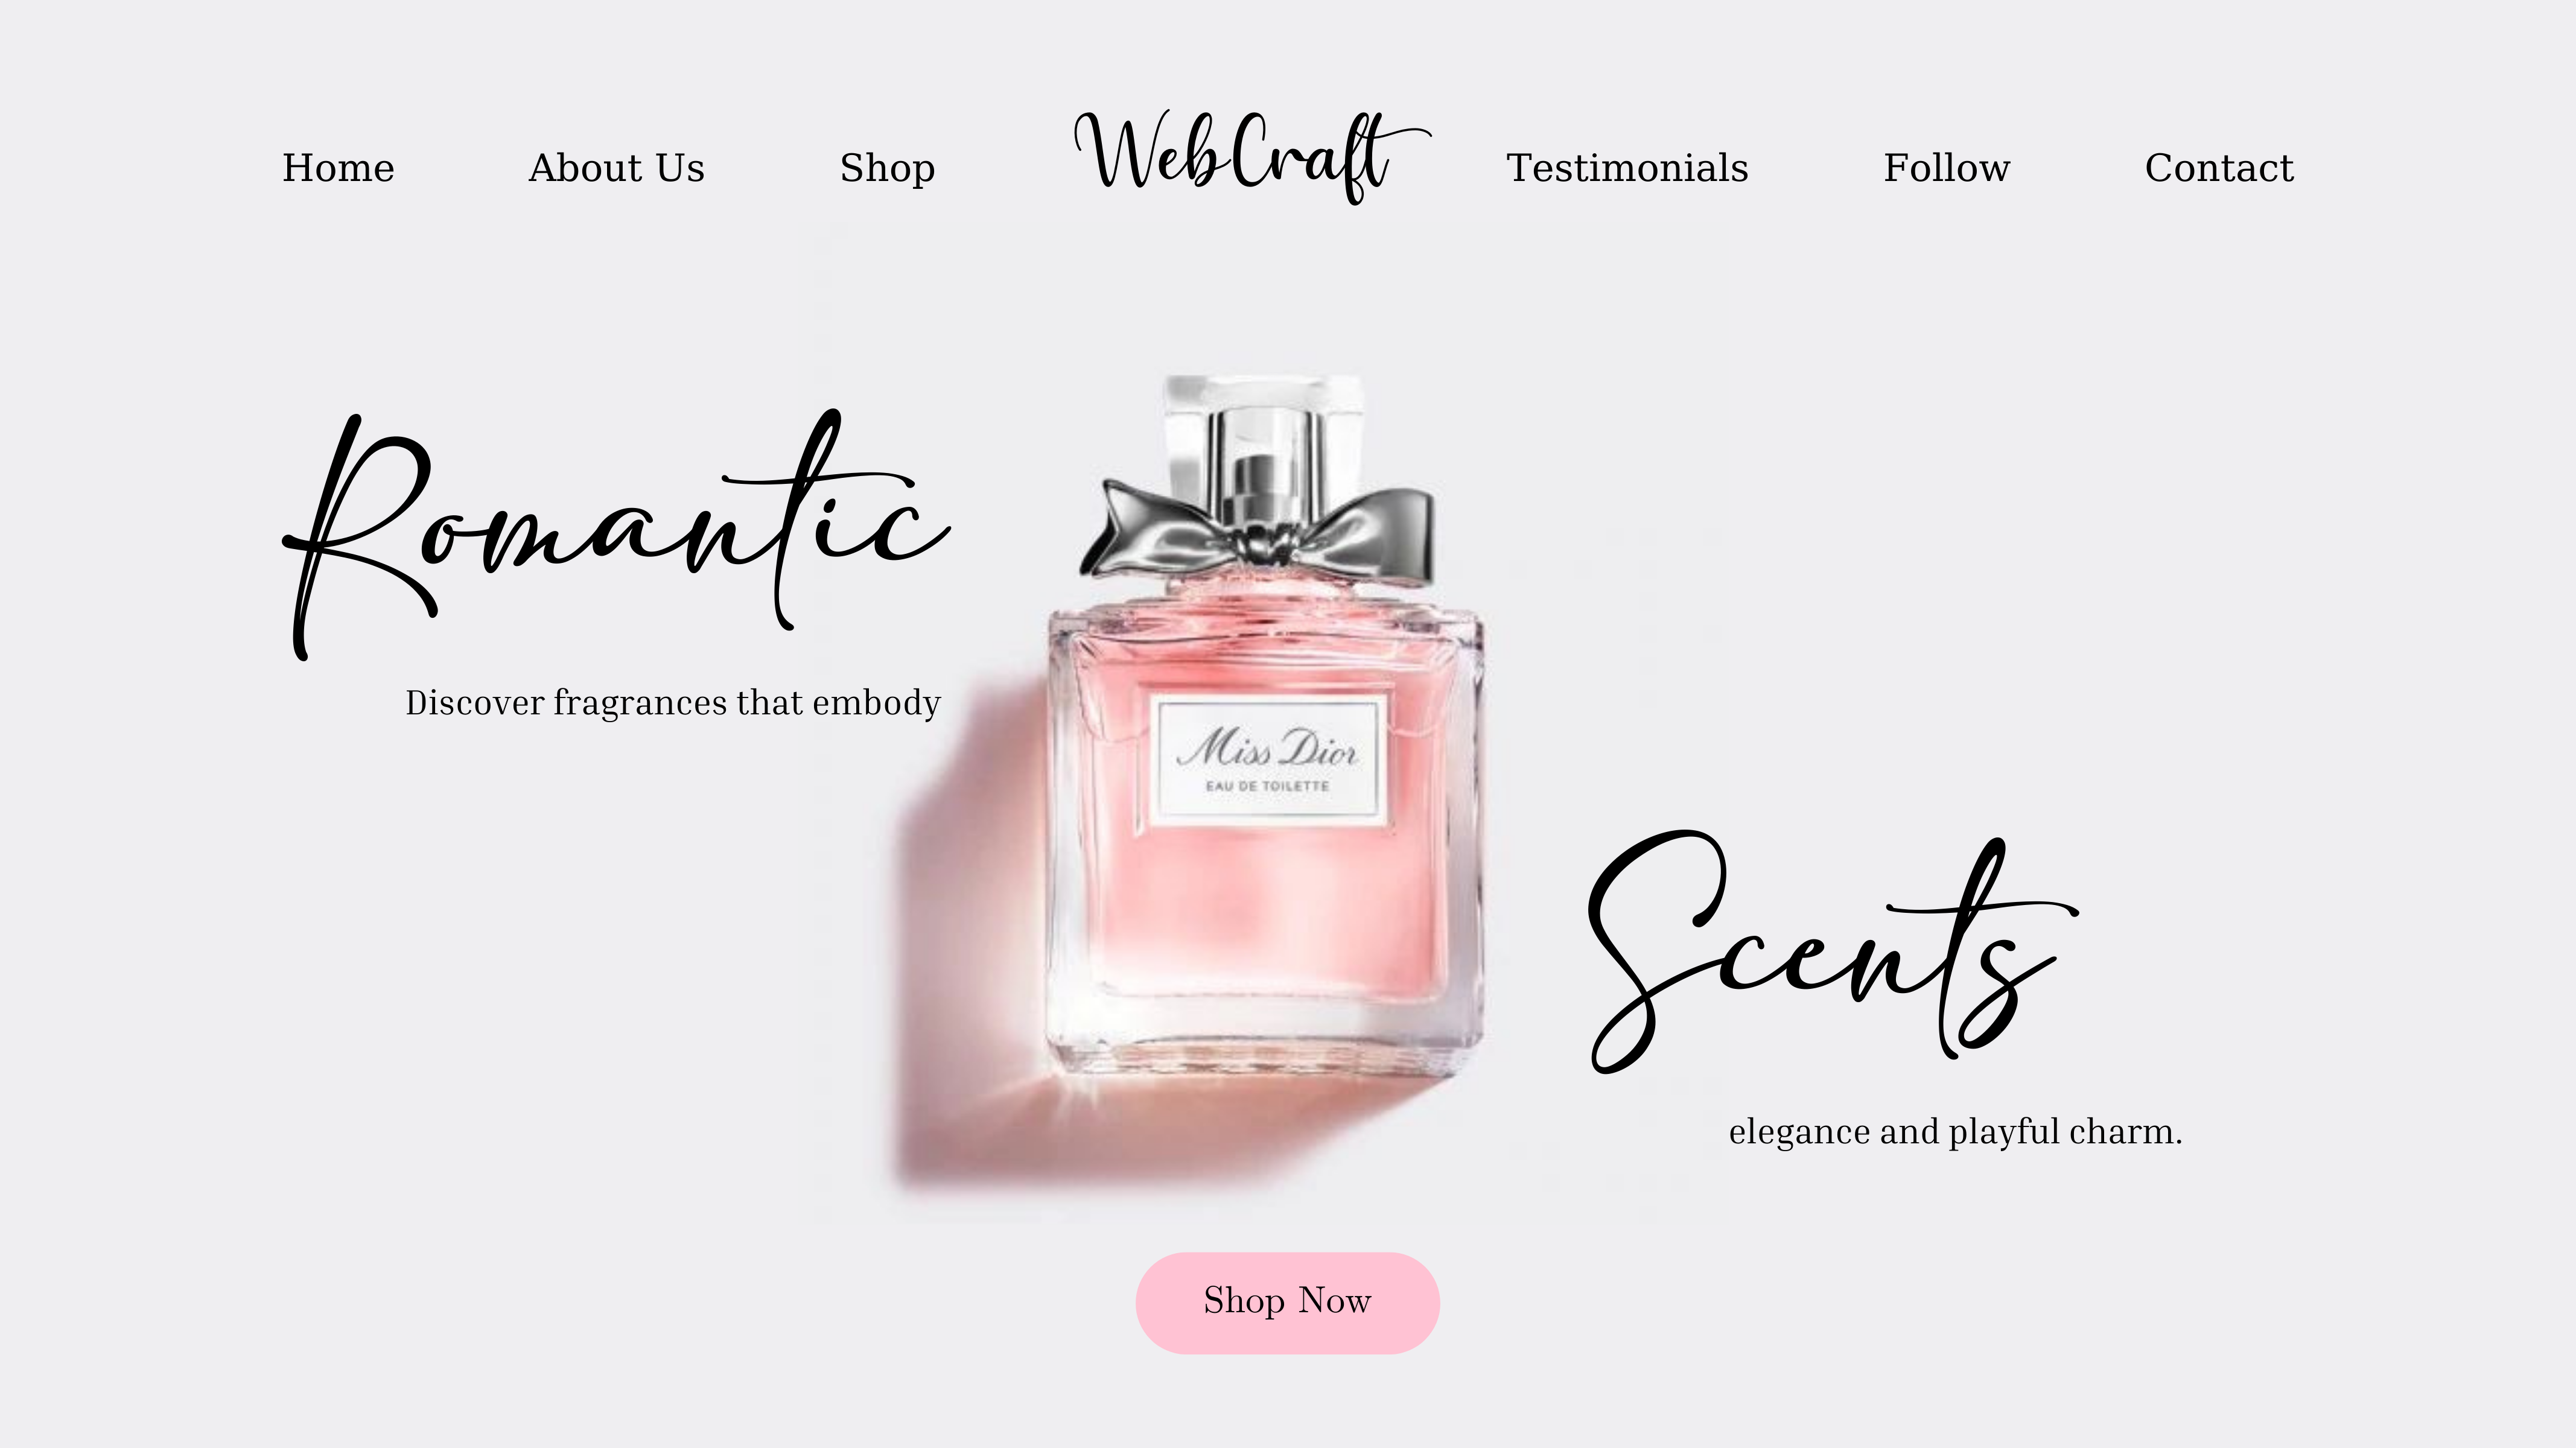 Home
About Us
Shop
WebCraft
Testimonials
Follow
Contact
Romantic
Discover fragrances that embody
Miss Dior
EAU DE TOILETTE
Scents
elegance and playful charm.
Shop Now